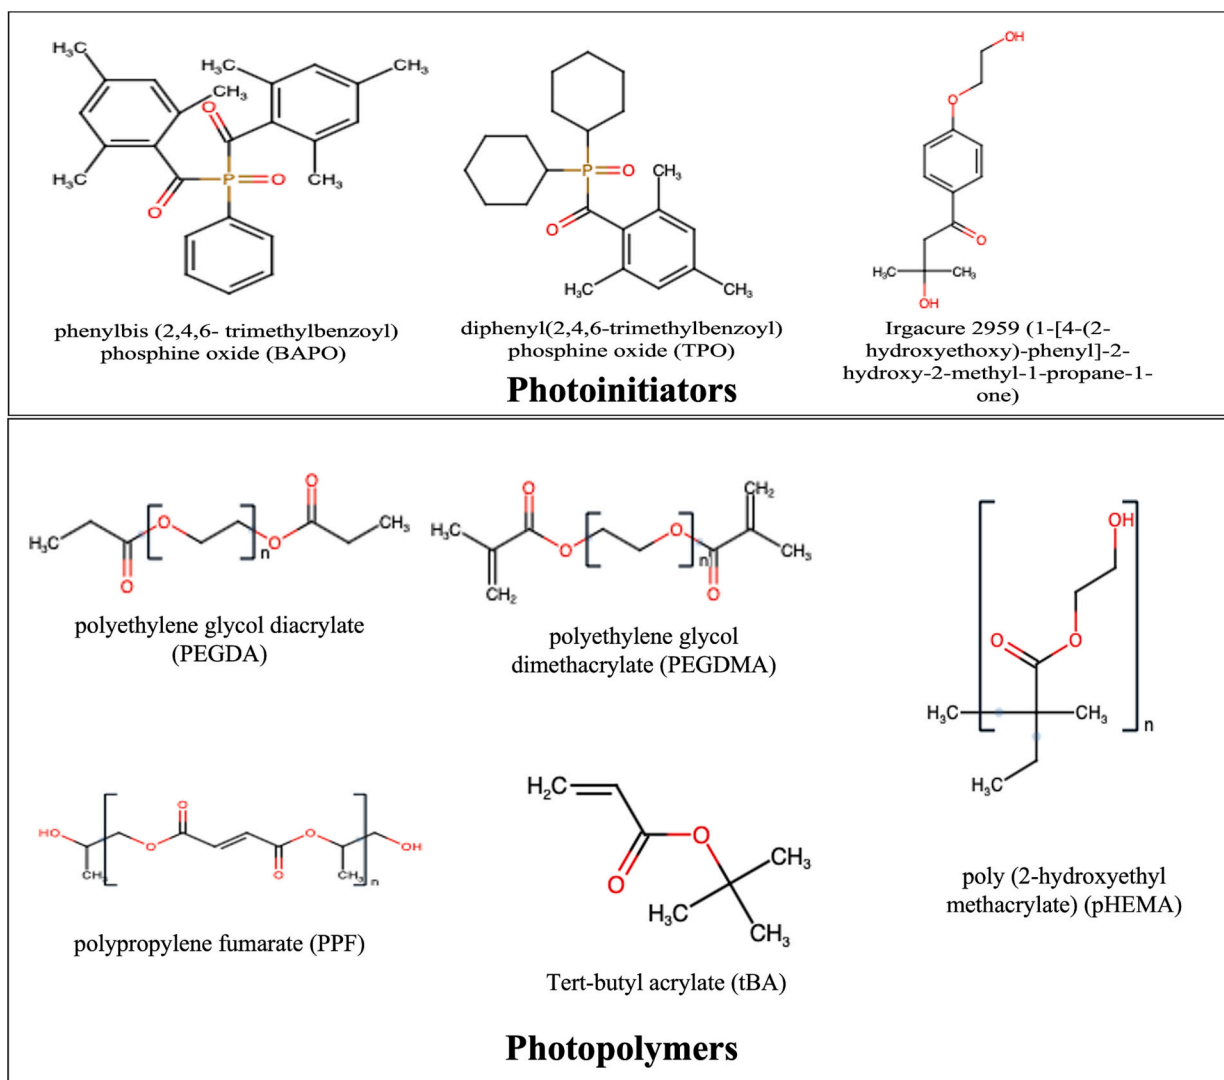 H₃C
CH₃
H₃C
CH₃
H₃C
O
O
P
O
CH₃
H₃C
CH₃
phenylbis (2,4,6- trimethylbenzoyl)
phosphine oxide (BAPO)
P
O
CH₃
O
H₃C
CH₃
diphenyl(2,4,6-trimethylbenzoyl)
phosphine oxide (TPO)
OH
O
O
H₃C
CH₃
OH
Irgacure 2959 (1-[4-(2-
hydroxyethoxy)-phenyl]-2-
hydroxy-2-methyl-1-propane-1-
one)
Photoinitiators
H₃C
O
O
n
O
O
CH₃
polyethylene glycol diacrylate
(PEGDA)
H₃C
CH₂
O
O
O
n
O
CH₂
CH₃
polyethylene glycol
dimethacrylate (PEGDMA)
OH
O
O
H₃C
CH₃
n
H₃C
poly (2-hydroxyethyl
methacrylate) (pHEMA)
HO
CH₃
O
O
O
O
CH₃
n
OH
polypropylene fumarate (PPF)
H₂C
O
O
CH₃
H₃C
CH₃
Tert-butyl acrylate (tBA)
Photopolymers